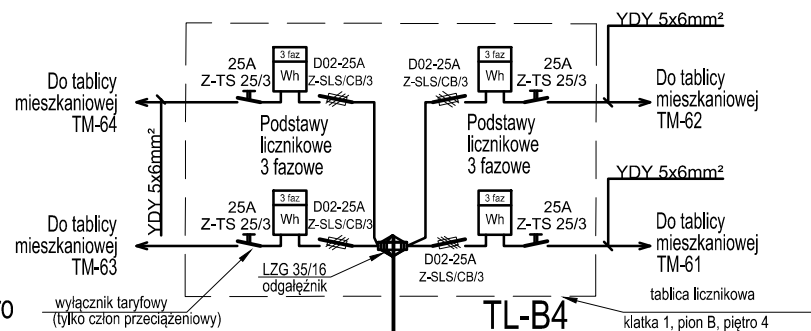 YDY 5x6mm²
25A
Z-TS 25/3
3 faz
Wh
D02-25A
Z-SLS/CB/3
D02-25A
Z-SLS/CB/3
3 faz
Wh
25A
Z-TS 25/3
Do tablicy
mieszkaniowej
TM-64
Podstawy
licznikowe
3 fazowe
Podstawy
licznikowe
3 fazowe
Do tablicy
mieszkaniowej
TM-62
YDY 5x6mm²
YDY 5x6mm²
25A
Z-TS 25/3
3 faz
Wh
D02-25A
Z-SLS/CB/3
3 faz
Wh
25A
Z-TS 25/3
Do tablicy
mieszkaniowej
TM-63
D02-25A
Z-SLS/CB/3
Do tablicy
mieszkaniowej
TM-61
LZG 35/16
odgałęźnik
wyłącznik taryfowy
(tylko człon przeciążeniowy)
TL-B4
tablica licznikowa
klatka 1, pion B, piętro 4